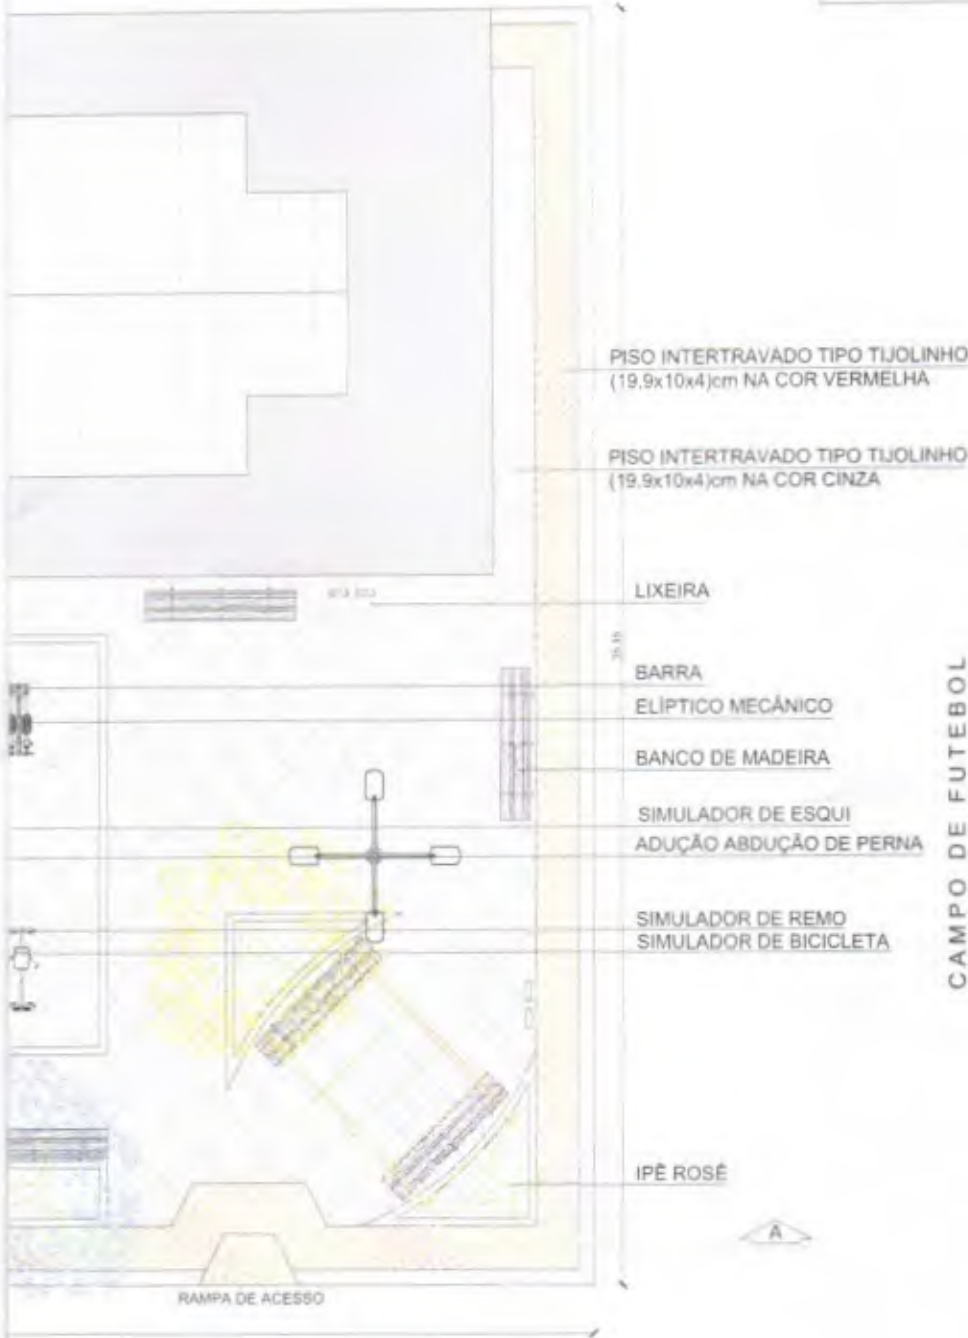 PISO INTERTRAVADO TIPO TIJOLINHO
(19,9x10x4)cm NA COR VERMELHA
PISO INTERTRAVADO TIPO TIJOLINHO
(19,9x10x4)cm NA COR CINZA
LIXEIRA
BARRA
ELÍPTICO MECÂNICO
BANCO DE MADEIRA
SIMULADOR DE ESQUI
ADUÇÃO ABDUÇÃO DE PERNA
SIMULADOR DE REMO
SIMULADOR DE BICICLETA
CAMPO DE FUTEBOL
IPÊ ROSÊ
A
RAMPA DE ACESSO